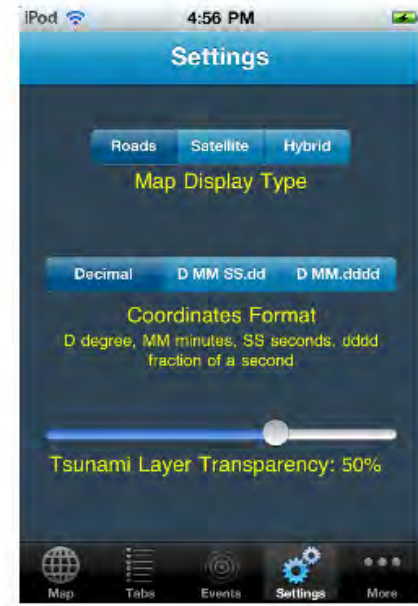 iPod 4:56 PM
Settings
Roads Satellite Hybrid
Map Display Type
Decimal D MM SS.dd D MM.dddd
Coordinates Format
D degree, MM minutes, SS seconds, dddd
fraction of a second
Tsunami Layer Transparency: 50%
Map Tabs Events Settings More